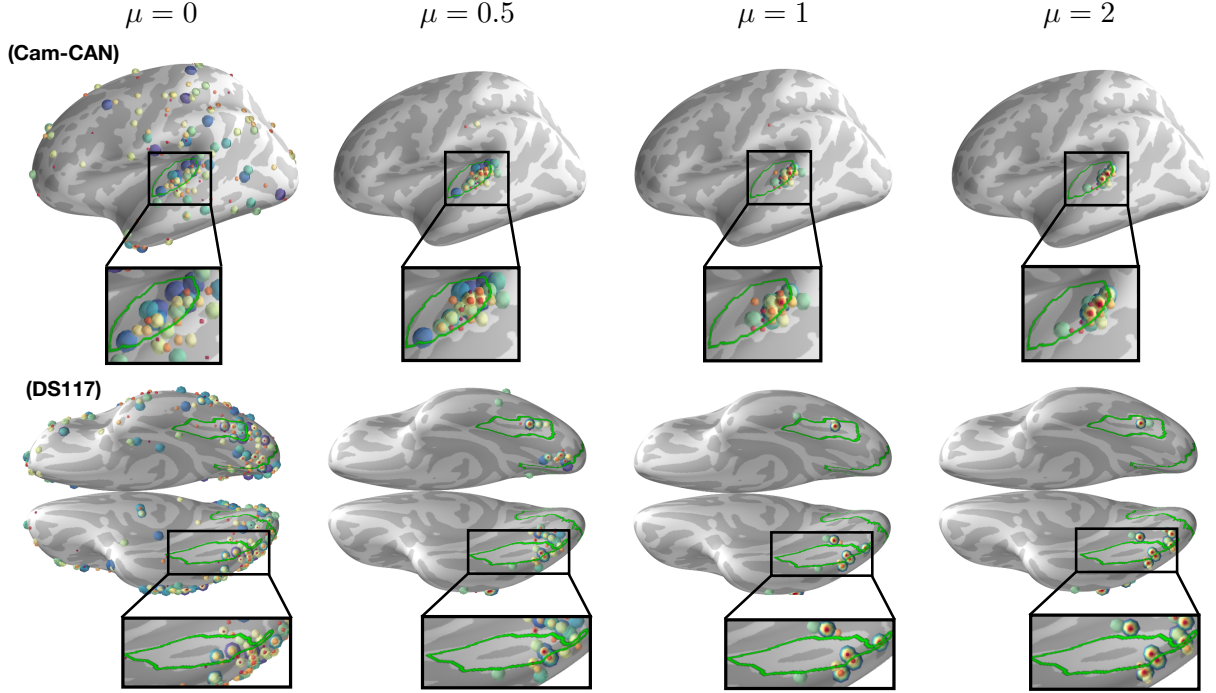 μ = 0 μ = 0.5 μ = 1 μ = 2
(Cam-CAN)
(DS117)